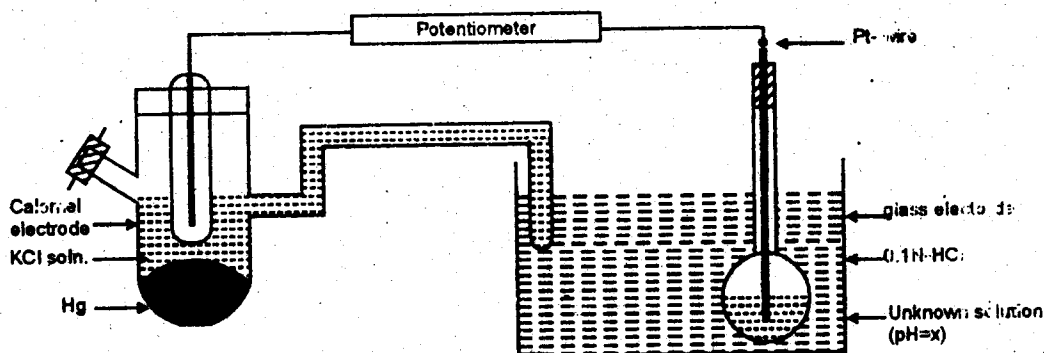 Potentiometer
Pt- wire
Calomel
electrode
KCl soln.
Hg
glass electrode
0.1N-HCl
Unknown solution
(pH=x)